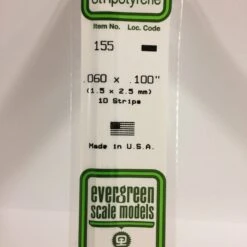 stripstyrene
Item No. Loc. Code
155
.060 x .100"
(1.5 x 2.5 mm)
10 Strips
Made in U.S.A.
evergreen
scale models